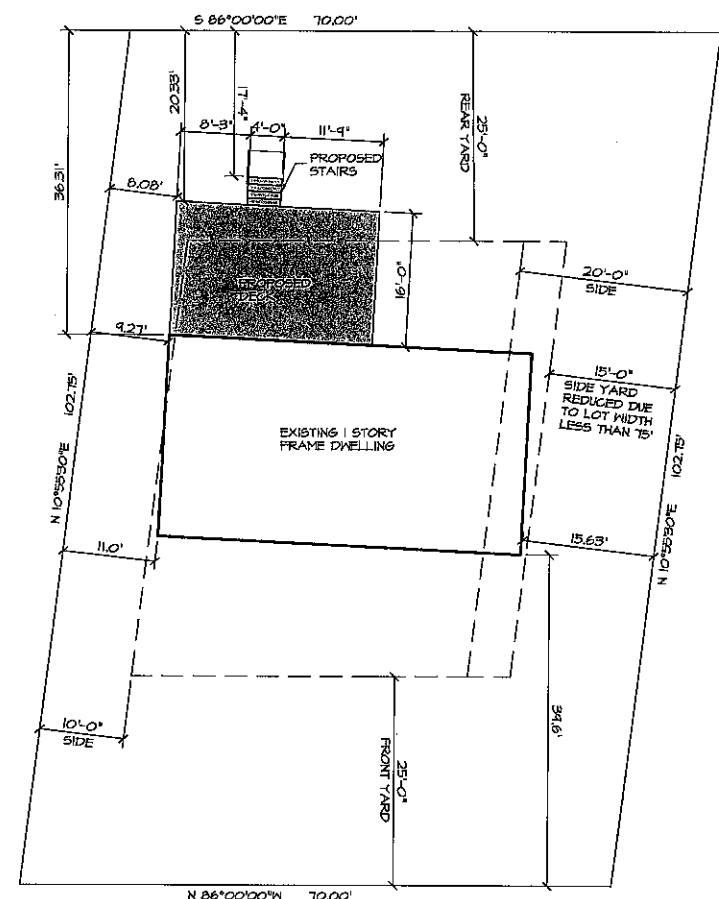 S 86°00'00"E 70.00'
20.33'
17'-4"
25'-0"
REAR YARD
8'-3"
4'-0"
11'-9"
PROPOSED
STAIRS
36.31'
8.08'
PROPOSED
DECK
16'-0"
20'-0"
SIDE
9.27'
15'-0"
SIDE YARD
REDUCED DUE
TO LOT WIDTH
LESS THAN 75'
EXISTING 1 STORY
FRAME DWELLING
N 10°55'30"E 102.75'
N 10°55'30"E 102.75'
11.0'
15.63'
39.6'
10'-0"
SIDE
25'-0"
FRONT YARD
N 86°00'00"W 70.00'